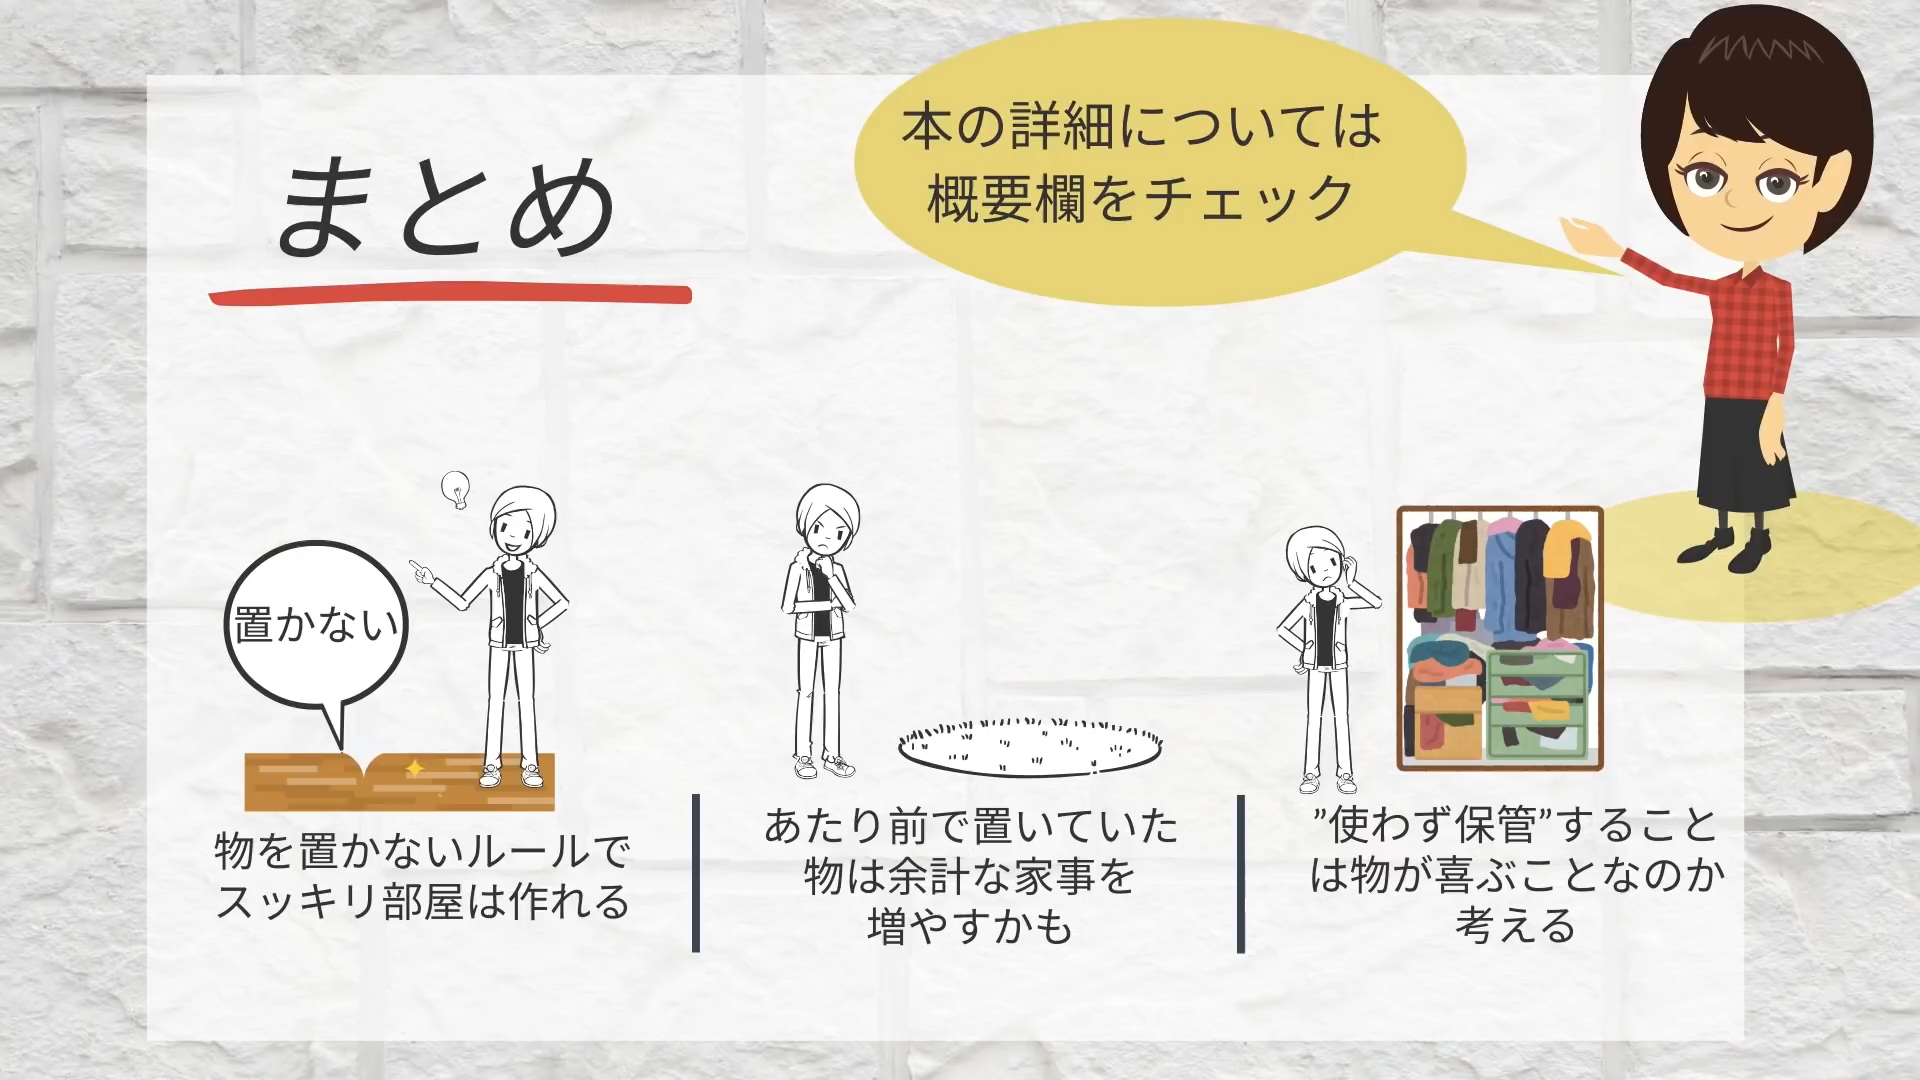 まとめ
本の詳細については
概要欄をチェック
置かない
物を置かないルールで
スッキリ部屋は作れる
あたり前で置いていた
物は余計な家事を
増やすかも
”使わず保管”すること
は物が喜ぶことなのか
考える